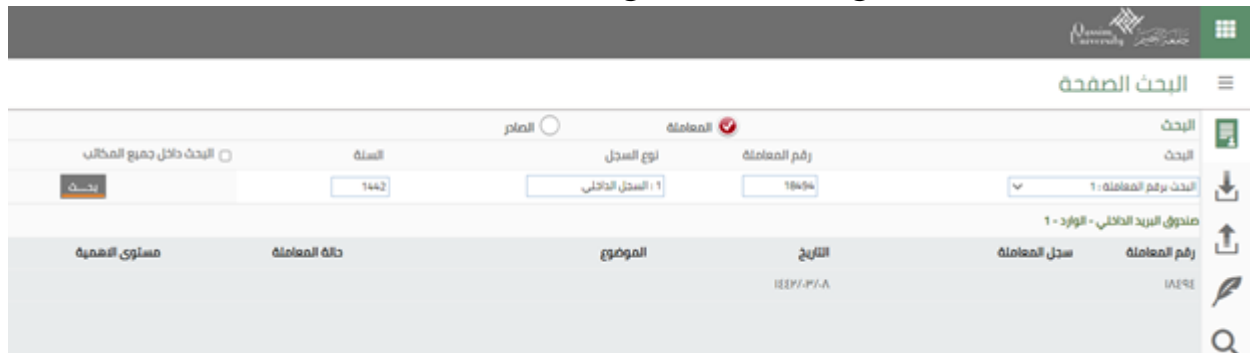 Qassim University
البحث الصفحة
البحث المعاملة الصادر
البحث رقم المعاملة نوع السجل السنة البحث داخل جميع المكاتب
البحث برقم المعاملة : 1 18494 1 : السجل الداخلي 1442 بحث
صندوق البريد الداخلي - الوارد - 1
رقم المعاملة سجل المعاملة التاريخ الموضوع حالة المعاملة مستوى الاهمية
١٨٤٩٤ ١٤٤٢/٠٣/٠٨